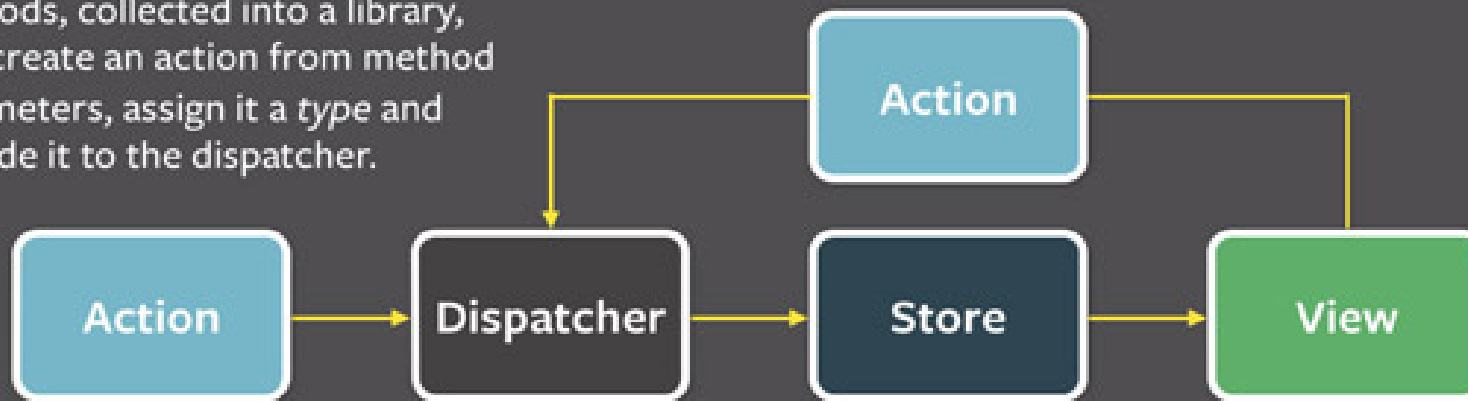 ods, collected into a library,
create an action from method
meters, assign it a type and
de it to the dispatcher.
Action
Action
Dispatcher
Store
View